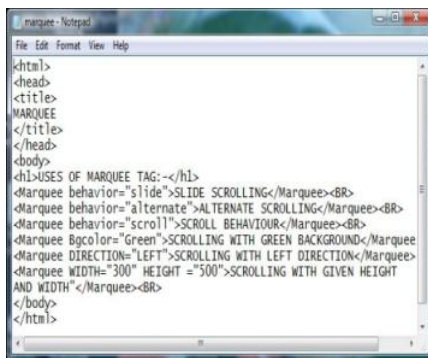 marquee - Notepad
File Edit Format View Help
<html>
<head>
<title>
MARQUEE
</title>
</head>
<body>
<h1>USES OF MARQUEE TAG:-</h1>
<Marquee behavior="slide">SLIDE SCROLLING</Marquee><BR>
<Marquee behavior="alternate">ALTERNATE SCROLLING</Marquee><BR>
<Marquee behavior="scroll">SCROLL BEHAVIOUR</Marquee><BR>
<Marquee Bgcolor="Green">SCROLLING WITH GREEN BACKGROUND</Marquee
<Marquee DIRECTION="LEFT">SCROLLING WITH LEFT DIRECTION</Marquee>
<Marquee WIDTH="300" HEIGHT ="500">SCROLLING WITH GIVEN HEIGHT
AND WIDTH"</Marquee><BR>
</body>
</html>